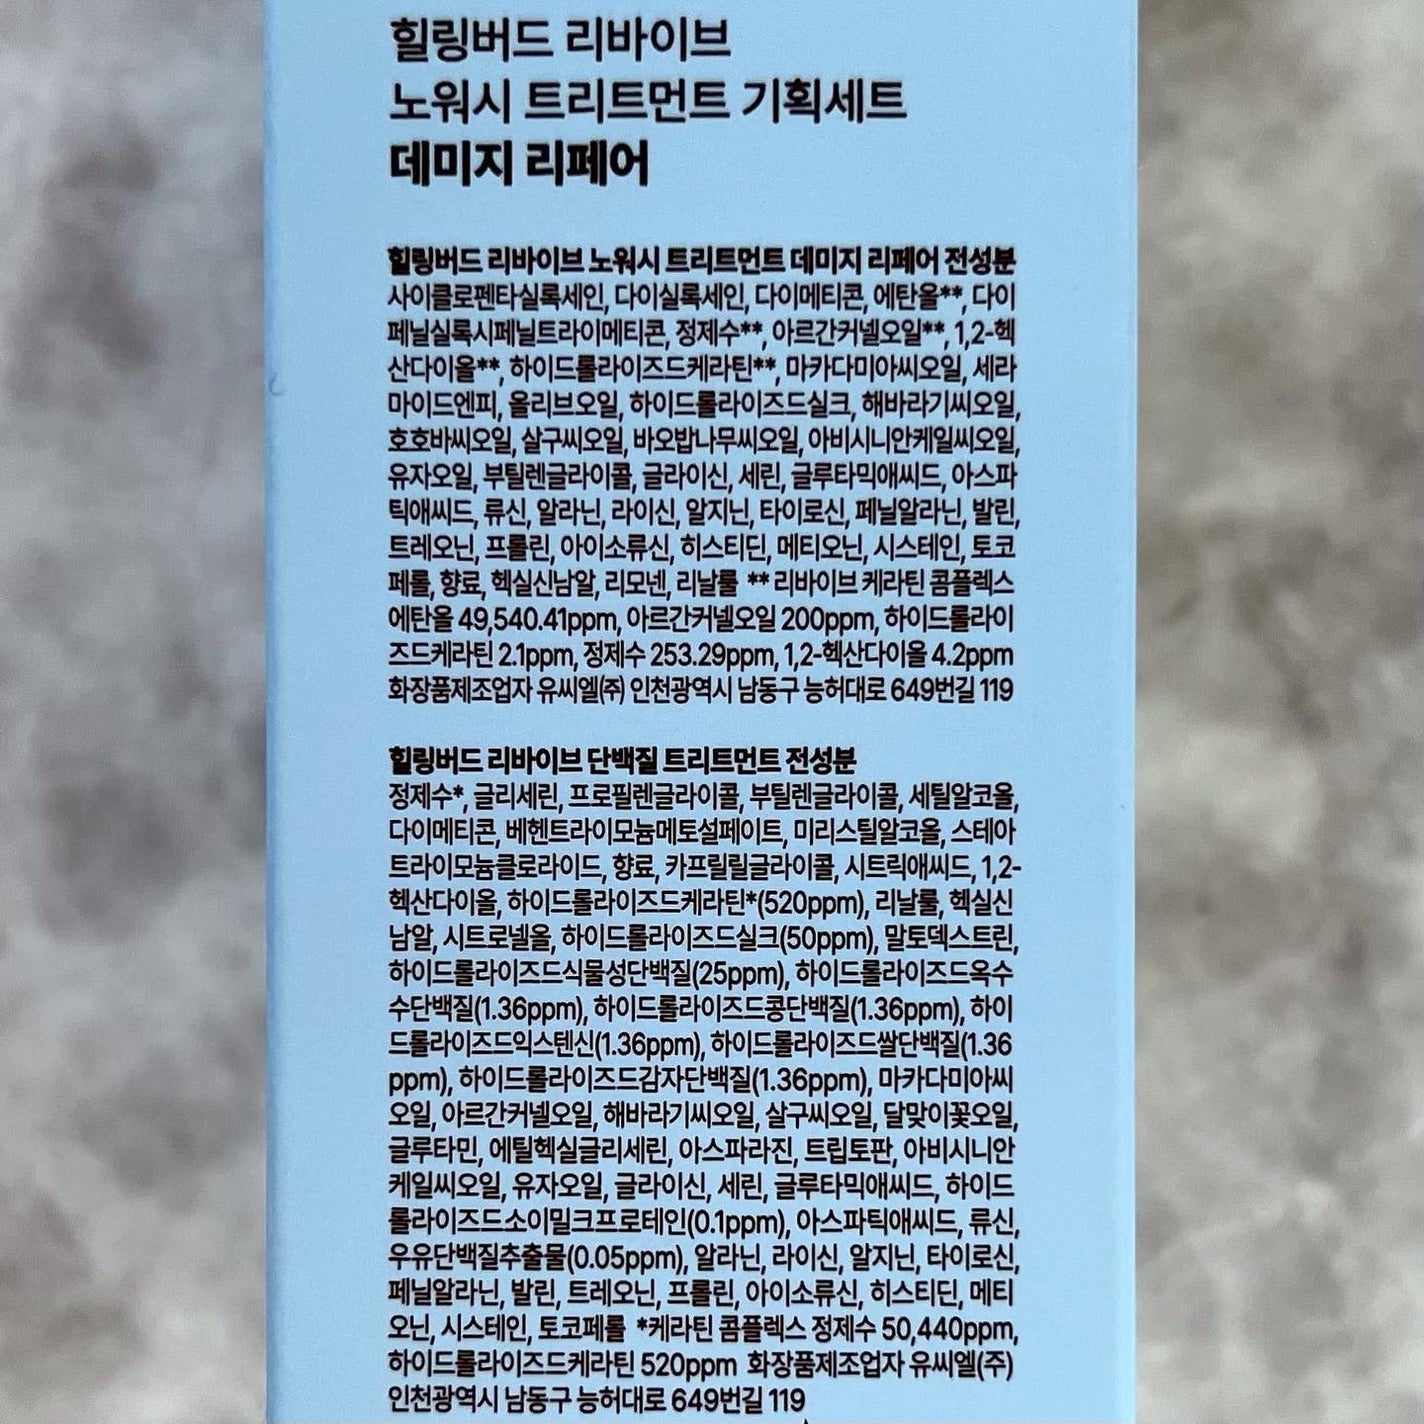 힐링버드 리바이브
노워시 트리트먼트 기획세트
데미지 리페어
힐링버드 리바이브 노워시 트리트먼트 데미지 리페어 전성분
사이클로펜타실록세인, 다이실록세인, 다이메티콘, 에탄올**, 다이
페닐실록시페닐트라이메티콘, 정제수**, 아르간커넬오일**, 1,2-헥
산다이올**, 하이드롤라이즈드케라틴**, 마카다미아씨오일, 세라
마이드엔피, 올리브오일, 하이드롤라이즈드실크, 해바라기씨오일,
호호바씨오일, 살구씨오일, 바오밥나무씨오일, 아비시니안케일씨오일,
유자오일, 부틸렌글라이콜, 글라이신, 세린, 글루타믹애씨드, 아스파
틱애씨드, 류신, 알라닌, 라이신, 알지닌, 타이로신, 페닐알라닌, 발린,
트레오닌, 프롤린, 아이소류신, 히스티딘, 메티오닌, 시스테인, 토코
페롤, 향료, 헥실신남알, 리모넨, 리날룰 **리바이브 케라틴 콤플렉스
에탄올 49,540.41ppm, 아르간커넬오일 200ppm, 하이드롤라이
즈드케라틴 2.1ppm, 정제수 253.29ppm, 1,2-헥산다이올 4.2ppm
화장품제조업자 유씨엘(주) 인천광역시 남동구 능허대로 649번길 119
힐링버드 리바이브 단백질 트리트먼트 전성분
정제수*, 글리세린, 프로필렌글라이콜, 부틸렌글라이콜, 세틸알코올,
다이메티콘, 베헨트라이모늄메토설페이트, 미리스틸알코올, 스테아
트라이모늄클로라이드, 향료, 카프릴릴글라이콜, 시트릭애씨드, 1,2-
헥산다이올, 하이드롤라이즈드케라틴*(520ppm), 리날룰, 헥실신
남알, 시트로넬올, 하이드롤라이즈드실크(50ppm), 말토덱스트린,
하이드롤라이즈드식물성단백질(25ppm), 하이드롤라이즈드옥수
수단백질(1.36ppm), 하이드롤라이즈드콩단백질(1.36ppm), 하이
드롤라이즈드익스텐신(1.36ppm), 하이드롤라이즈드쌀단백질(1.36
ppm), 하이드롤라이즈드감자단백질(1.36ppm), 마카다미아씨
오일, 아르간커넬오일, 해바라기씨오일, 살구씨오일, 달맞이꽃오일,
글루타민, 에틸헥실글리세린, 아스파라진, 트립토판, 아비시니안
케일씨오일, 유자오일, 글라이신, 세린, 글루타믹애씨드, 하이드
롤라이즈드소이밀크프로테인(0.1ppm), 아스파틱애씨드, 류신,
우유단백질추출물(0.05ppm), 알라닌, 라이신, 알지닌, 타이로신,
페닐알라닌, 발린, 트레오닌, 프롤린, 아이소류신, 히스티딘, 메티
오닌, 시스테인, 토코페롤 *케라틴 콤플렉스 정제수 50,440ppm,
하이드롤라이즈드케라틴 520ppm 화장품제조업자 유씨엘(주)
인천광역시 남동구 능허대로 649번길 119